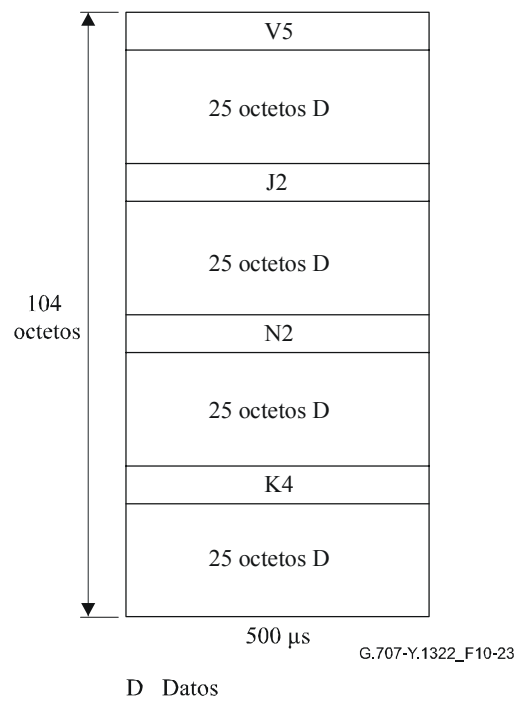 V5
25 octetos D
J2
25 octetos D
104
octetos
N2
25 octetos D
K4
25 octetos D
500 µs
G.707-Y.1322_F10-23
D Datos